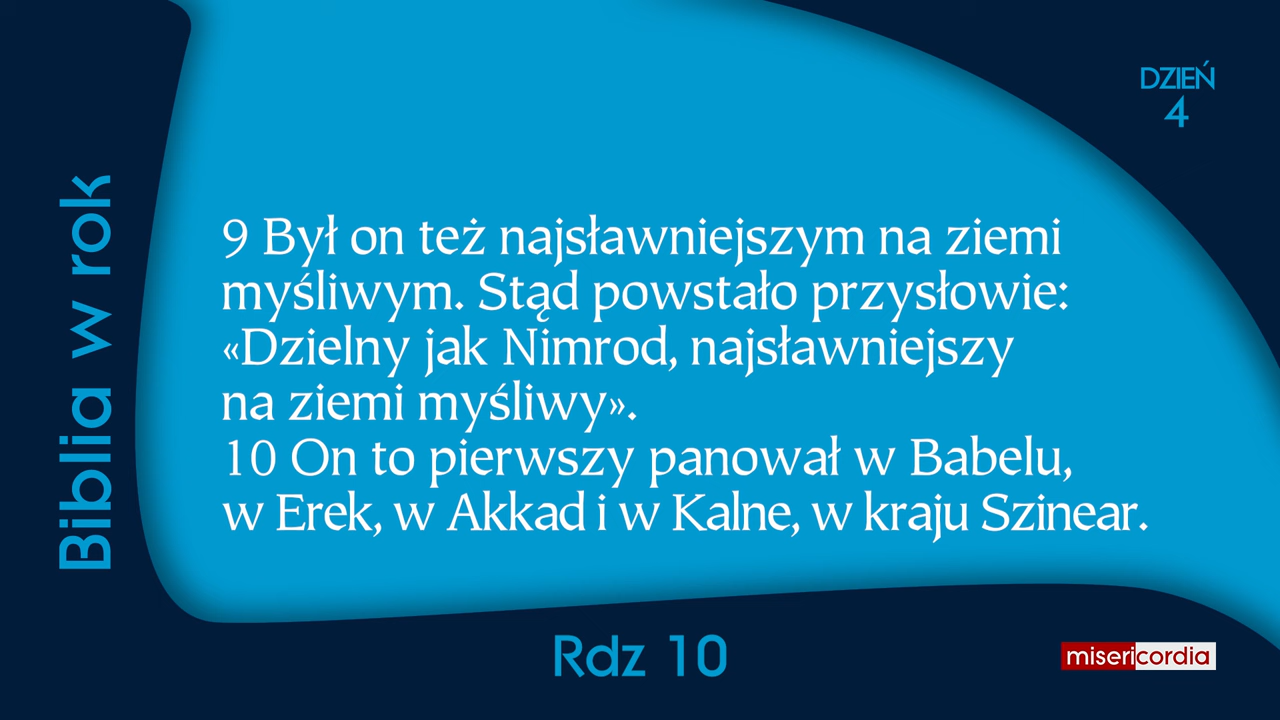 DZIEŃ
4
Biblia w rok
9 Był on też najsławniejszym na ziemi
myśliwym. Stąd powstało przysłowie:
«Dzielny jak Nimrod, najsławniejszy
na ziemi myśliwy».
10 On to pierwszy panował w Babelu,
w Erek, w Akkad i w Kalne, w kraju Szinear.
Rdz 10
misericordia